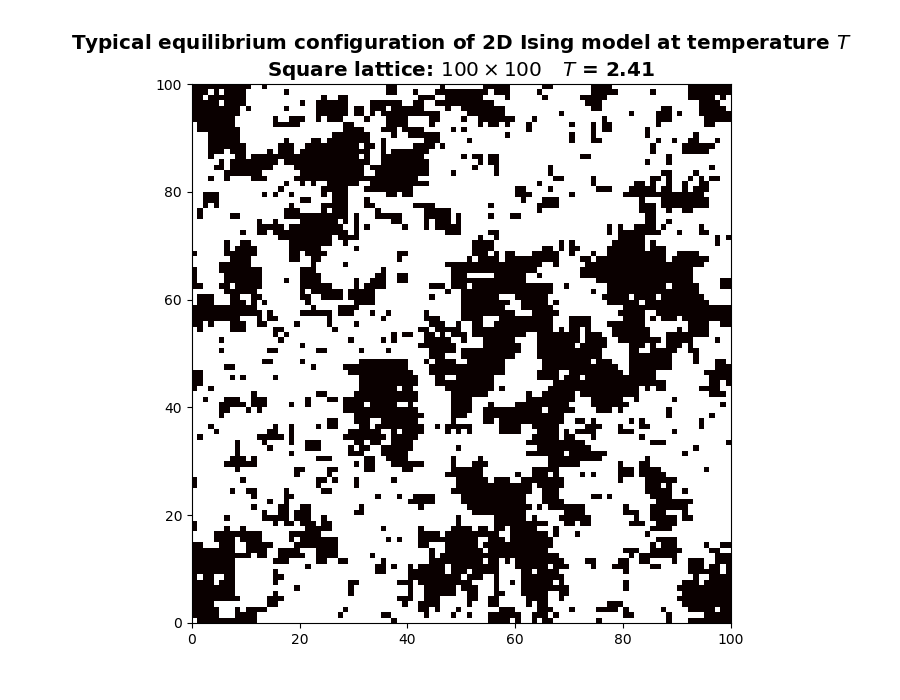 Typical equilibrium configuration of 2D Ising model at temperature T
Square lattice: 100 × 100 T = 2.41
100
80
60
40
20
0
0 20 40 60 80 100